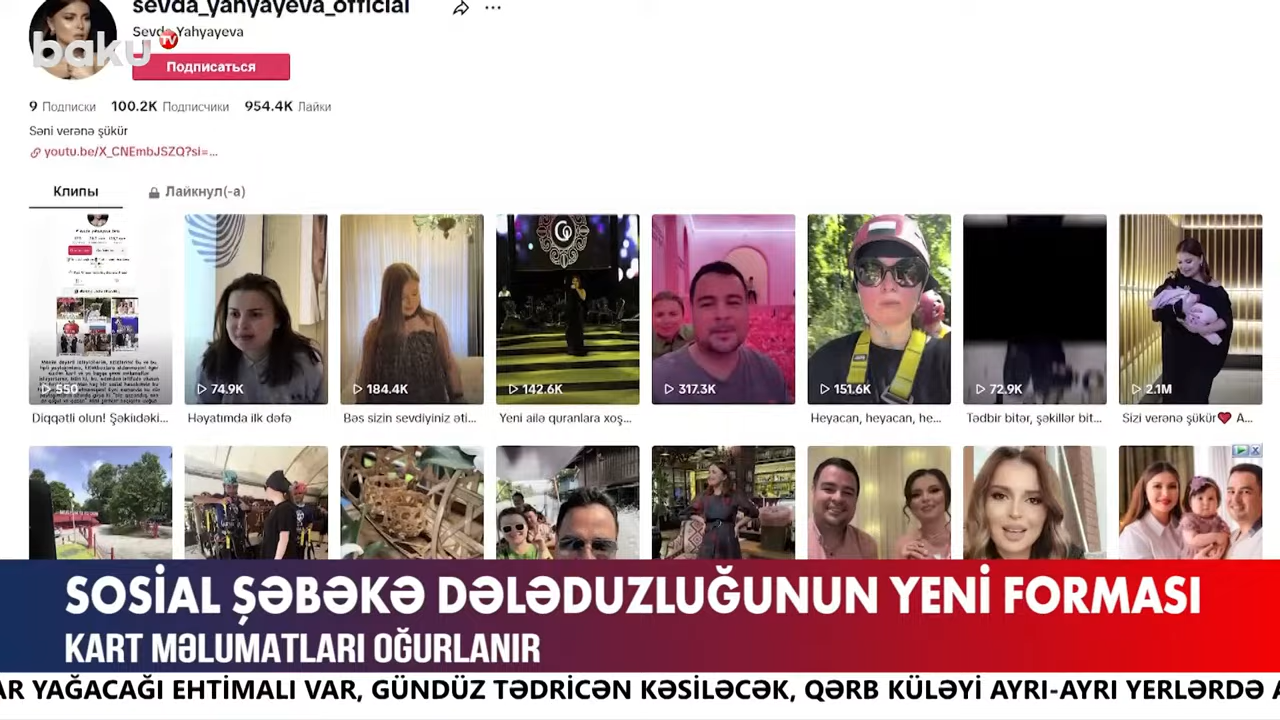 sevda_yahyayeva_official
Sevda Yahyayeva
baku TV
Подписаться
9 Подписки 100.2K Подписчики 954.4K Лайки
Səni verənə şükür
youtu.be/X_CNEmbJSZQ?si=...
Клипы Лайкнул(-а)
550 74.9K 184.4K 142.6K 317.3K 151.6K 72.9K 2.1M
Diqqətli olun! Şəkildəki... Həyatımda ilk dəfə Bəs sizin sevdiyiniz əti... Yeni ailə quranlara xoş... Heyacan, heyacan, he... Tədbir bitər, şəkillər bit... Sizi verənə şükür❤️ A...
SOSİAL ŞƏBƏKƏ DƏLƏDUZLUĞUNUN YENİ FORMASI
KART MƏLUMATLARI OĞURLANIR
AR YAĞACAĞI EHTİMALI VAR, GÜNDÜZ TƏDRİCƏN KƏSİLƏCƏK, QƏRB KÜLƏYİ AYRI-AYRI YERLƏRDƏ